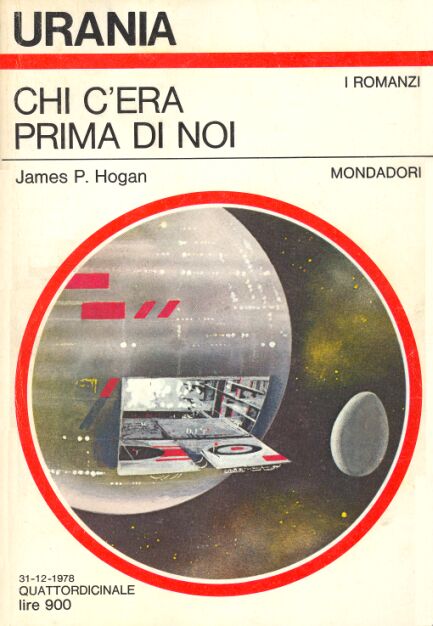 URANIA
I ROMANZI
CHI C'ERA
PRIMA DI NOI
James P. Hogan
MONDADORI
31-12-1978
QUATTORDICINALE
lire 900